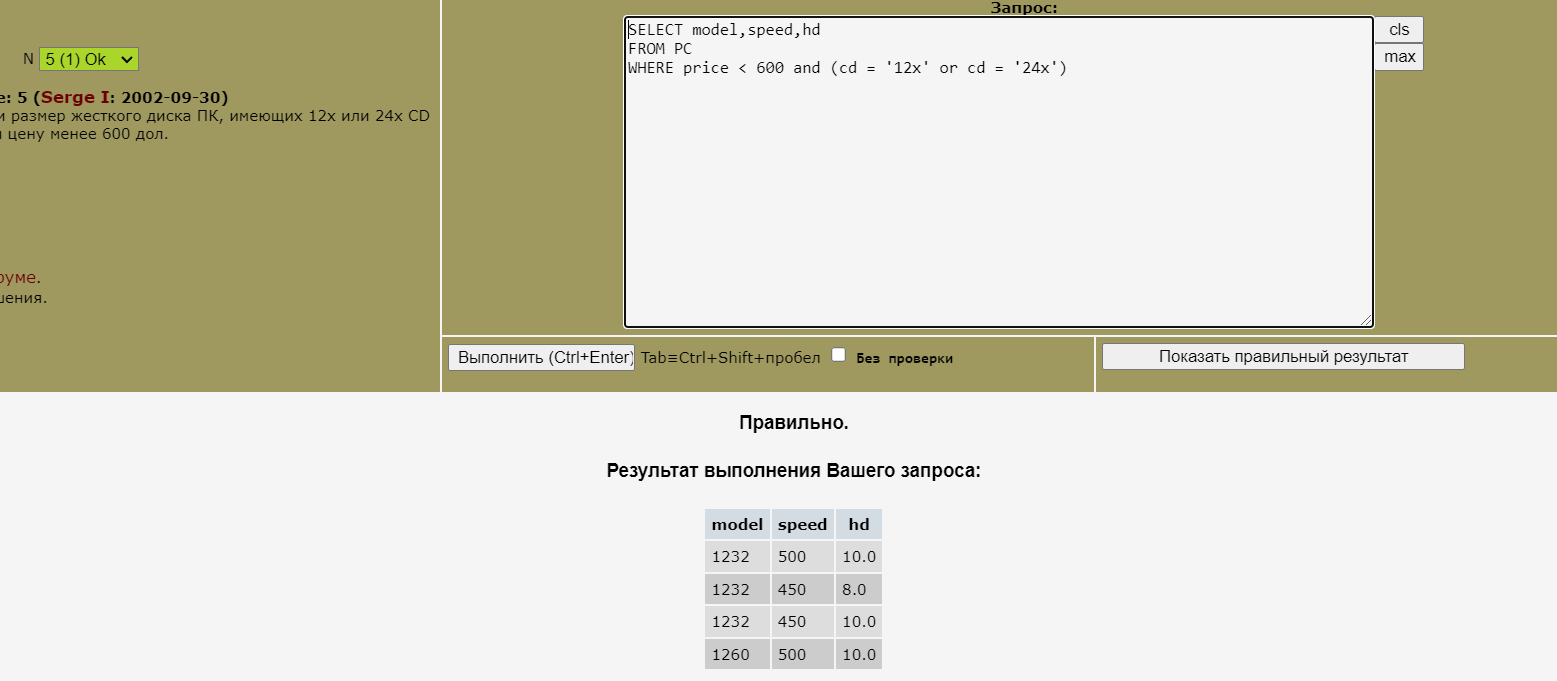 N 5 (1) Ok
5 (Serge I: 2002-09-30)
и размер жесткого диска ПК, имеющих 12x или 24x CD
цену менее 600 дол.
Запрос:
SELECT model,speed,hd
FROM PC
WHERE price < 600 and (cd = '12x' or cd = '24x')
cls
max
Выполнить (Ctrl+Enter) Tab≡Ctrl+Shift+пробел Без проверки
Показать правильный результат
Правильно.
Результат выполнения Вашего запроса:
model speed hd
1232 500 10.0
1232 450 8.0
1232 450 10.0
1260 500 10.0